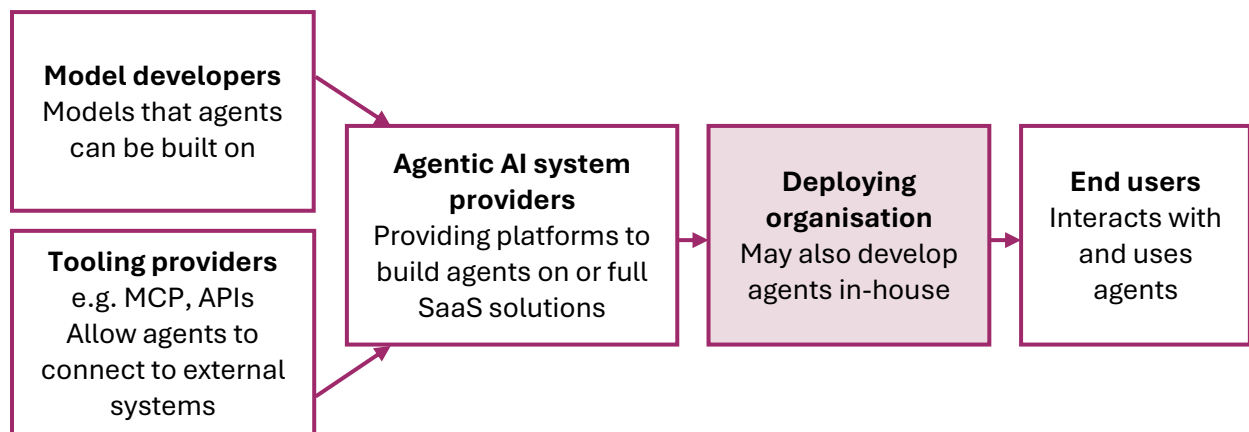 Model developers
Models that agents
can be built on
Tooling providers
e.g. MCP, APIs
Allow agents to
connect to external
systems
Agentic AI system
providers
Providing platforms to
build agents on or full
SaaS solutions
Deploying
organisation
May also develop
agents in-house
End users
Interacts with
and uses
agents